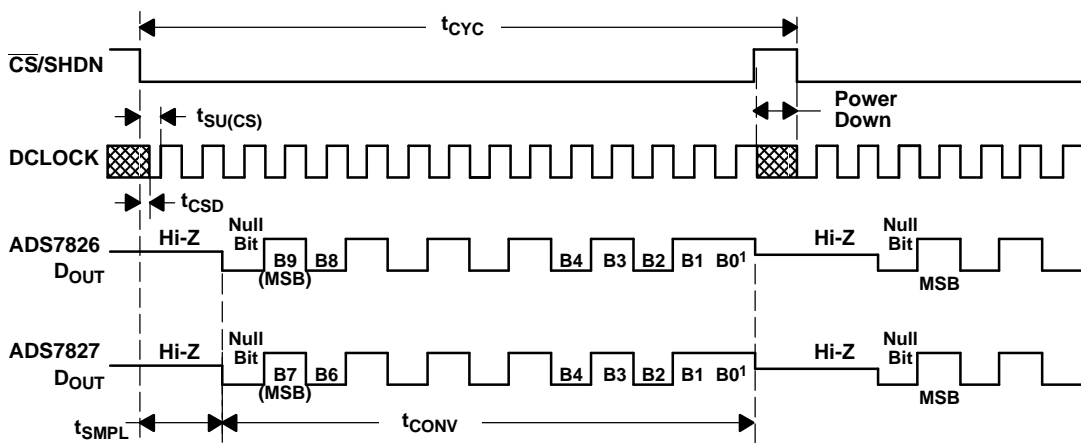 tCYC
CS/SHDN
Power
Down
tSU(CS)
DCLOCK
tCSD
ADS7826
DOUT
Hi-Z
Null
Bit
B9
(MSB)
B8
B4
B3
B2
B1
B0¹
Hi-Z
Null
Bit
MSB
ADS7827
DOUT
Hi-Z
Null
Bit
B7
(MSB)
B6
B4
B3
B2
B1
B0¹
Hi-Z
Null
Bit
MSB
tSMPL
tCONV